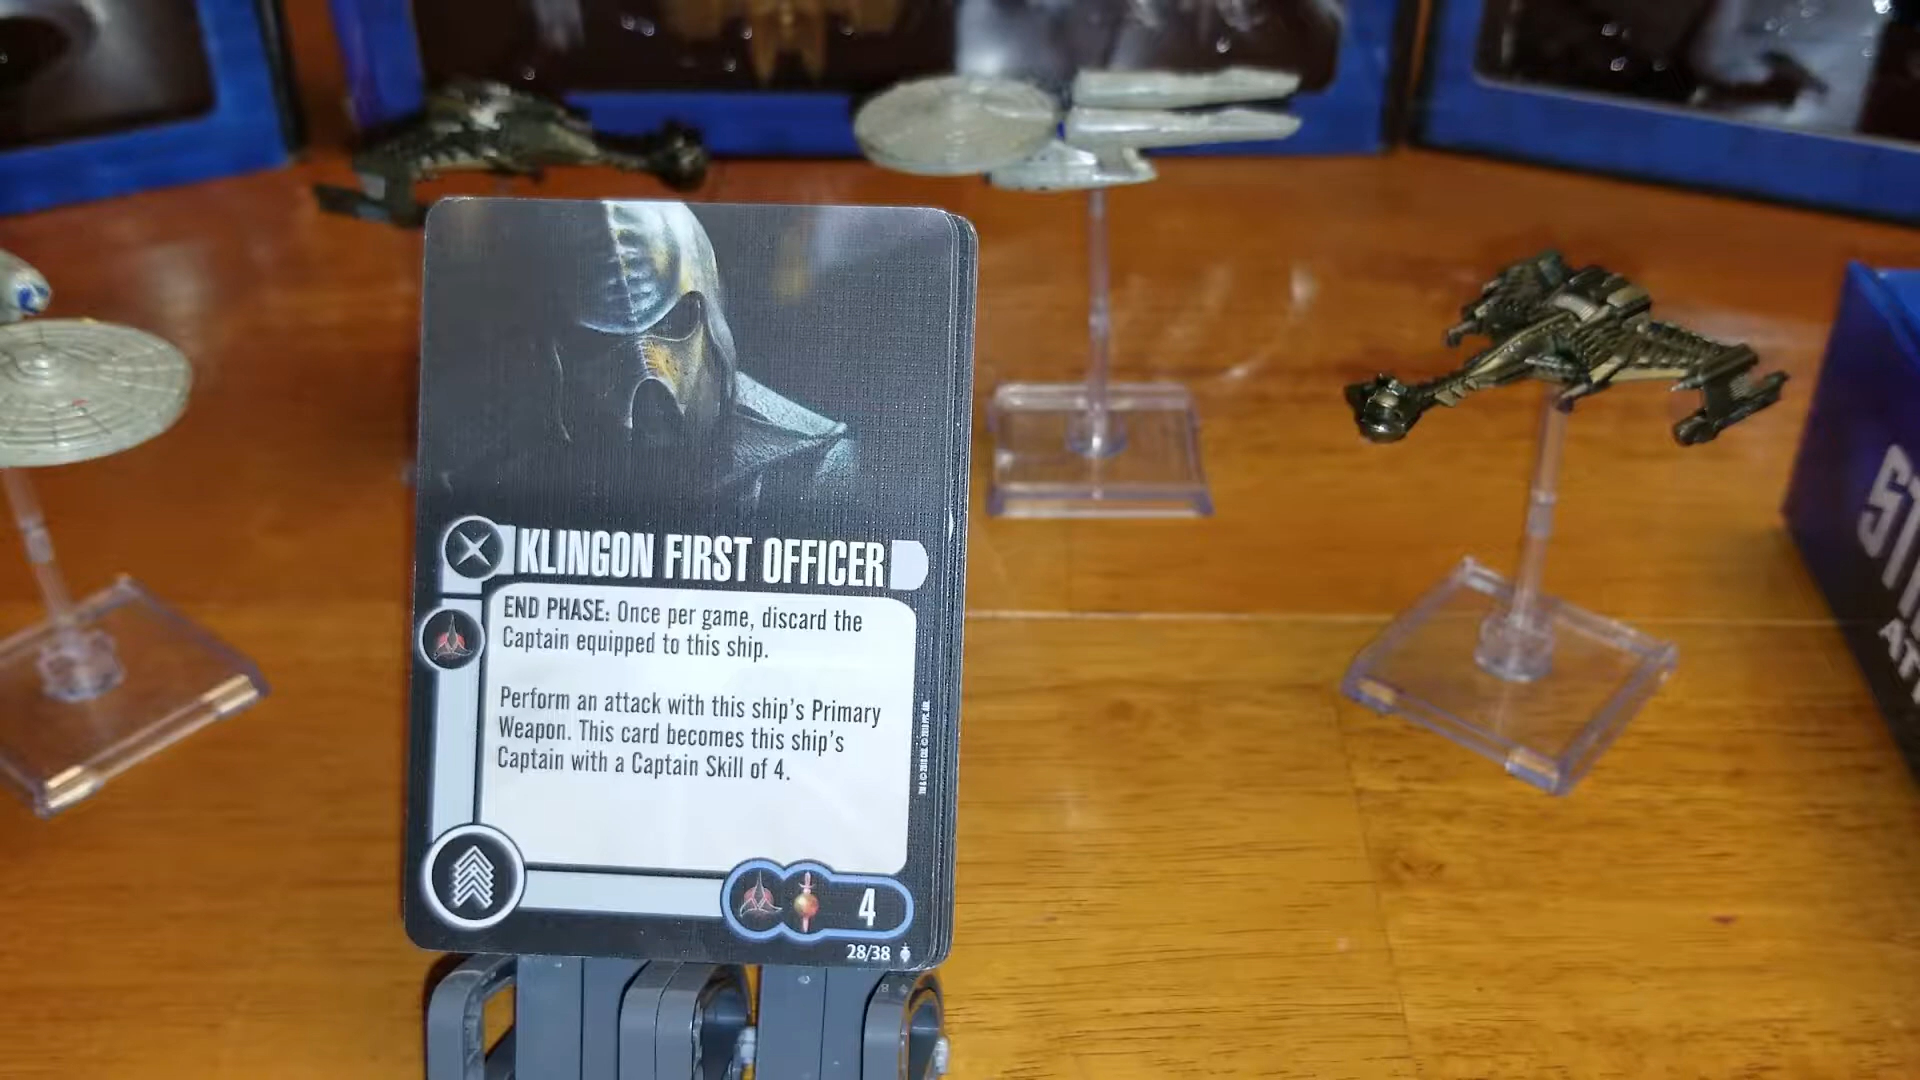 KLINGON FIRST OFFICER
END PHASE: Once per game, discard the
Captain equipped to this ship.
Perform an attack with this ship's Primary
Weapon. This card becomes this ship's
Captain with a Captain Skill of 4.
4
28/38